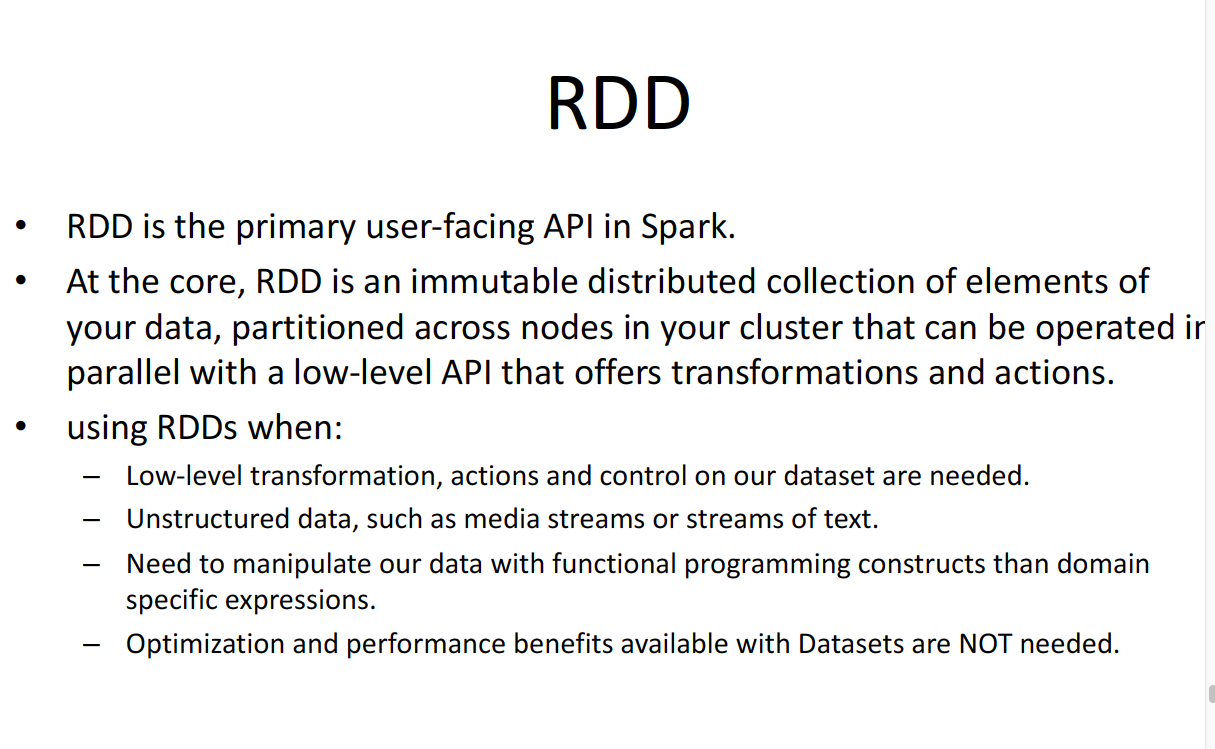 RDD
• RDD is the primary user-facing API in Spark.
• At the core, RDD is an immutable distributed collection of elements of
your data, partitioned across nodes in your cluster that can be operated in
parallel with a low-level API that offers transformations and actions.
• using RDDs when:
– Low-level transformation, actions and control on our dataset are needed.
– Unstructured data, such as media streams or streams of text.
– Need to manipulate our data with functional programming constructs than domain
specific expressions.
– Optimization and performance benefits available with Datasets are NOT needed.